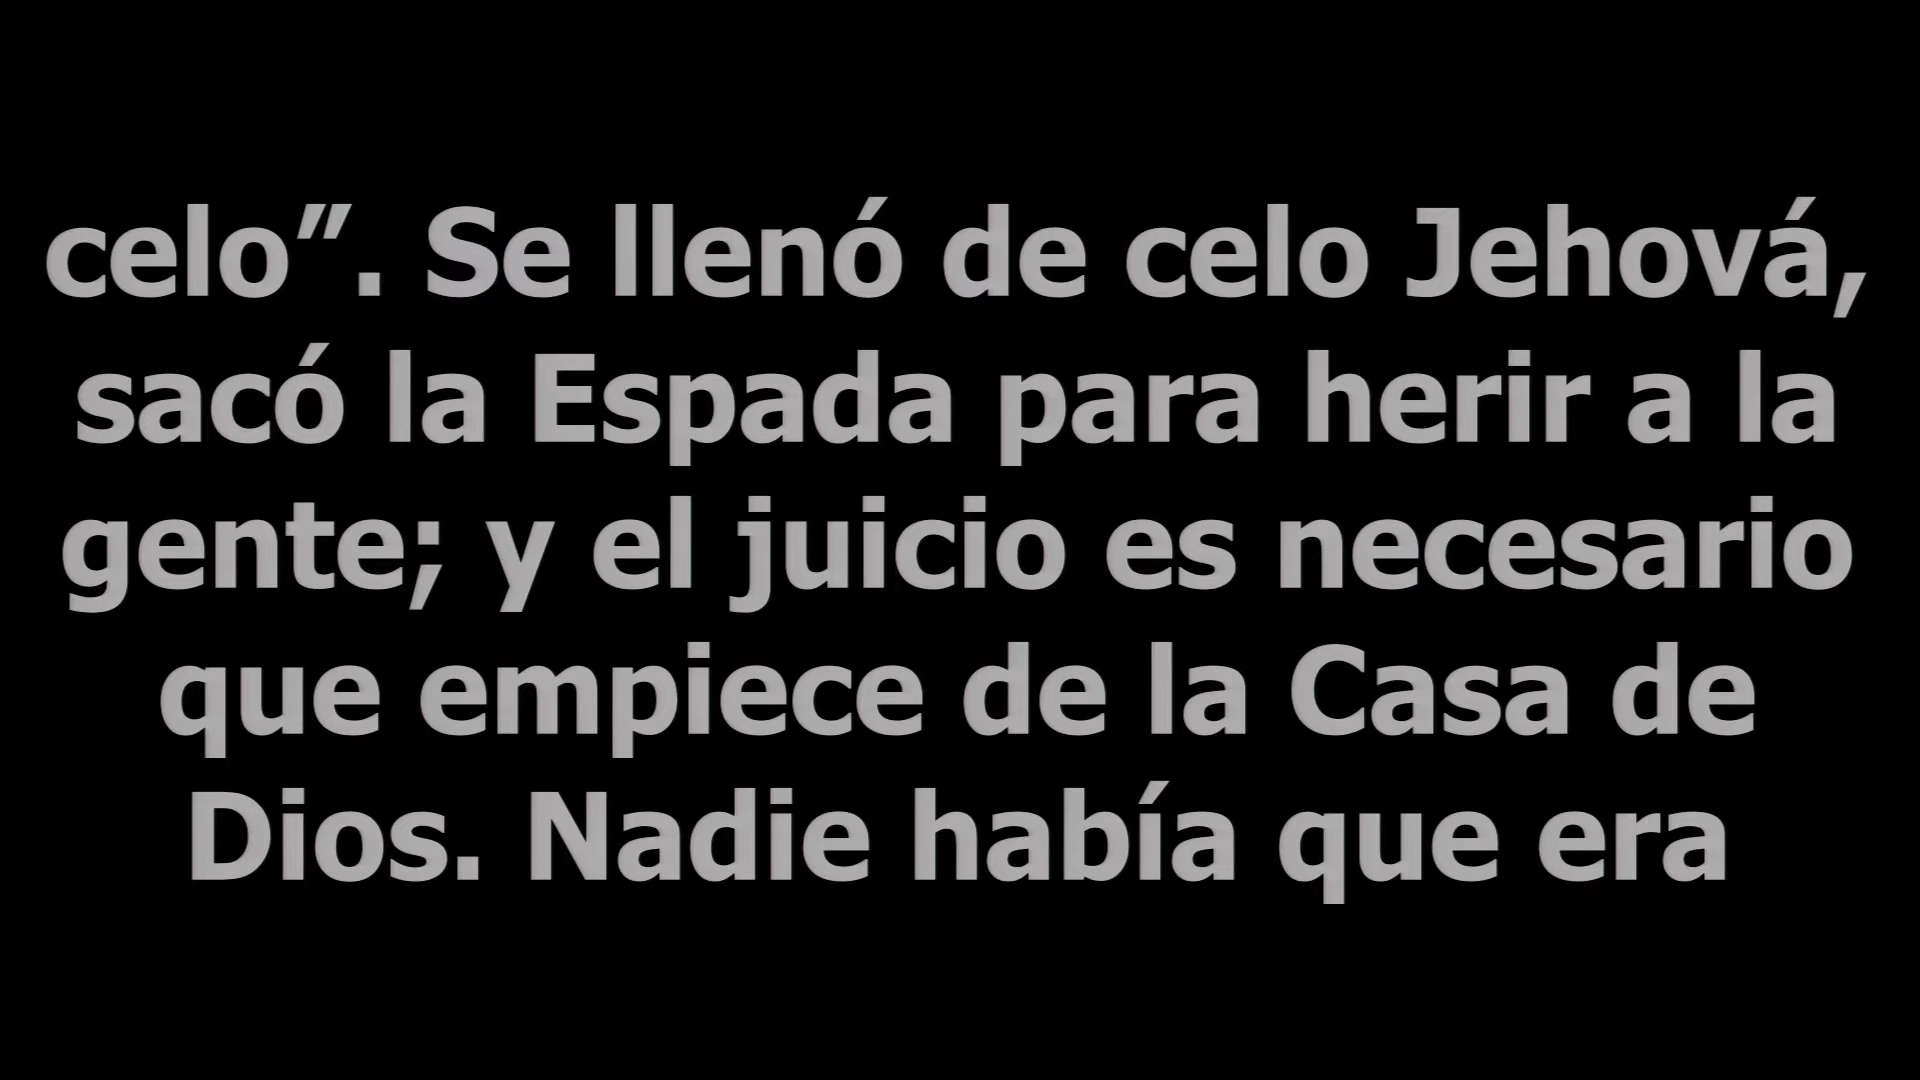 celo”. Se llenó de celo Jehová,
sacó la Espada para herir a la
gente; y el juicio es necesario
que empiece de la Casa de
Dios. Nadie había que era